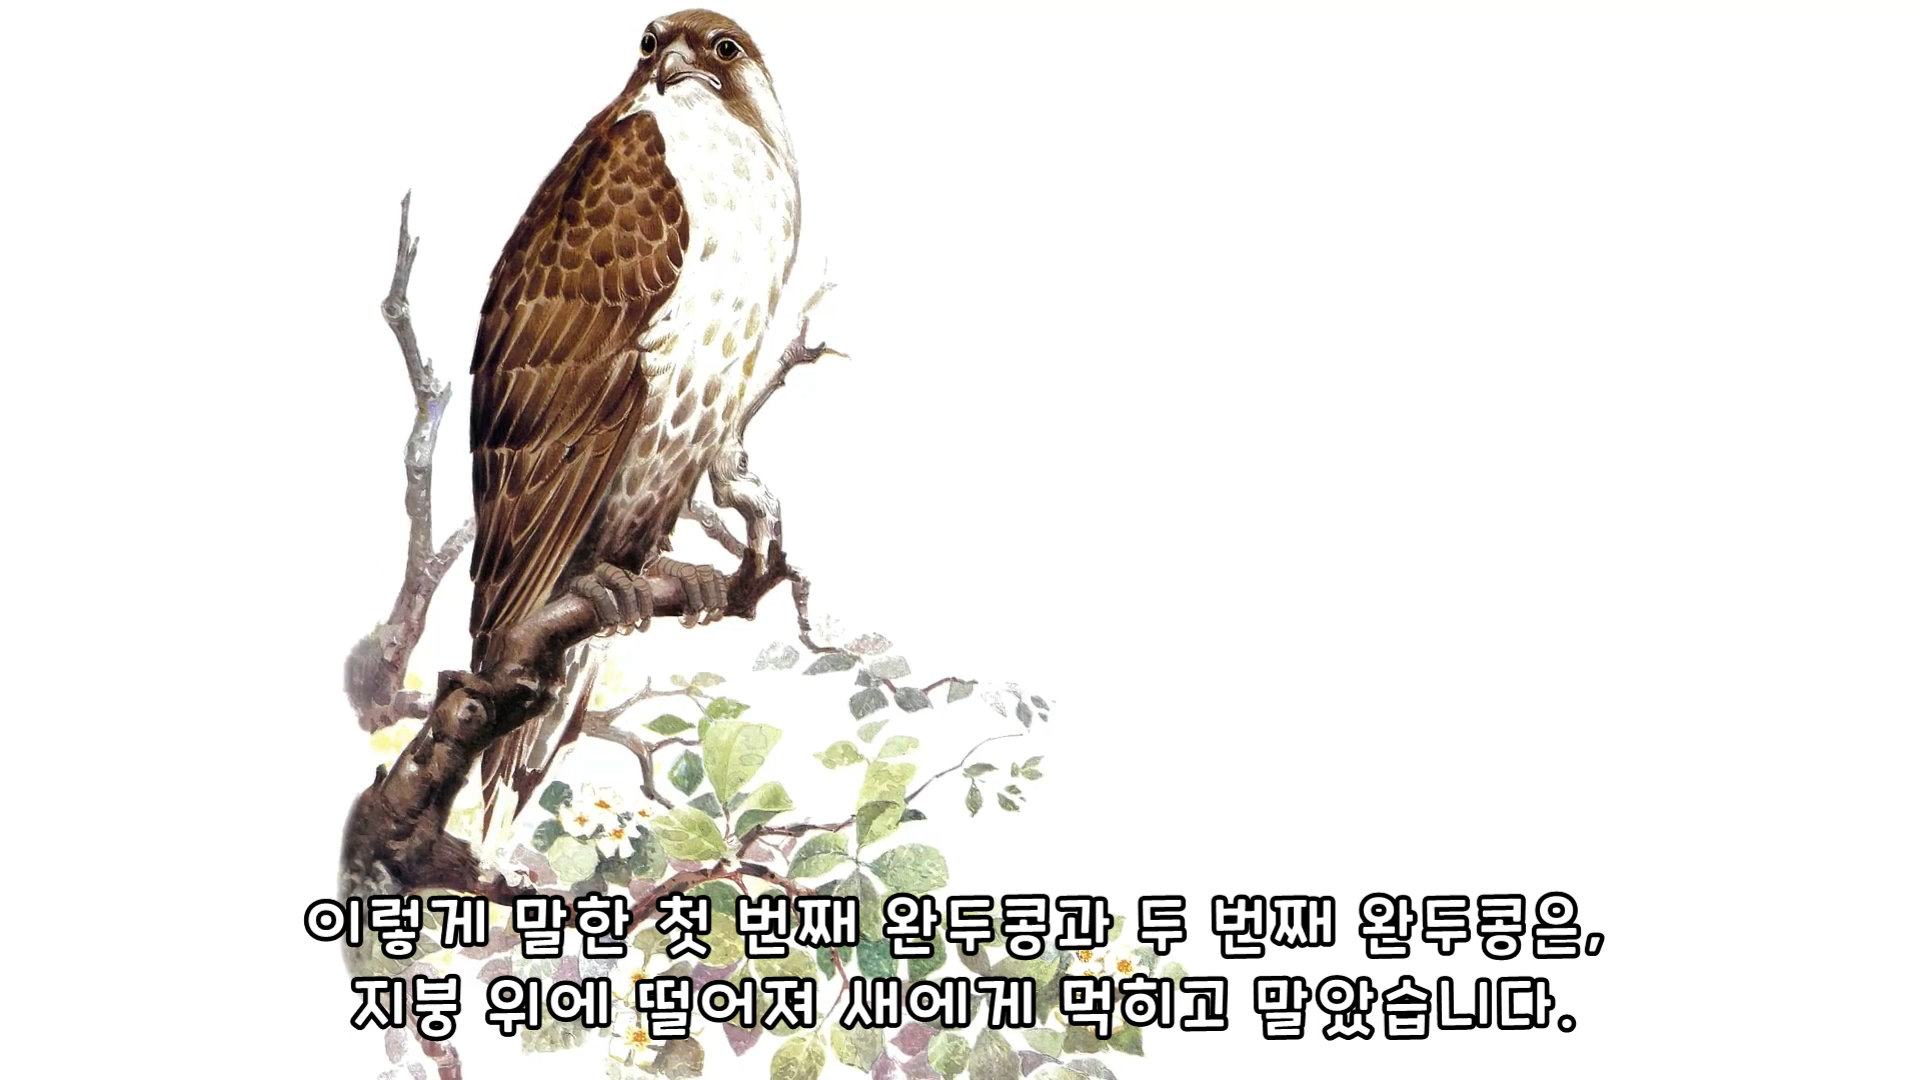 이렇게 말한 첫 번째 완두콩과 두 번째 완두콩은,
지붕 위에 떨어져 새에게 먹히고 말았습니다.